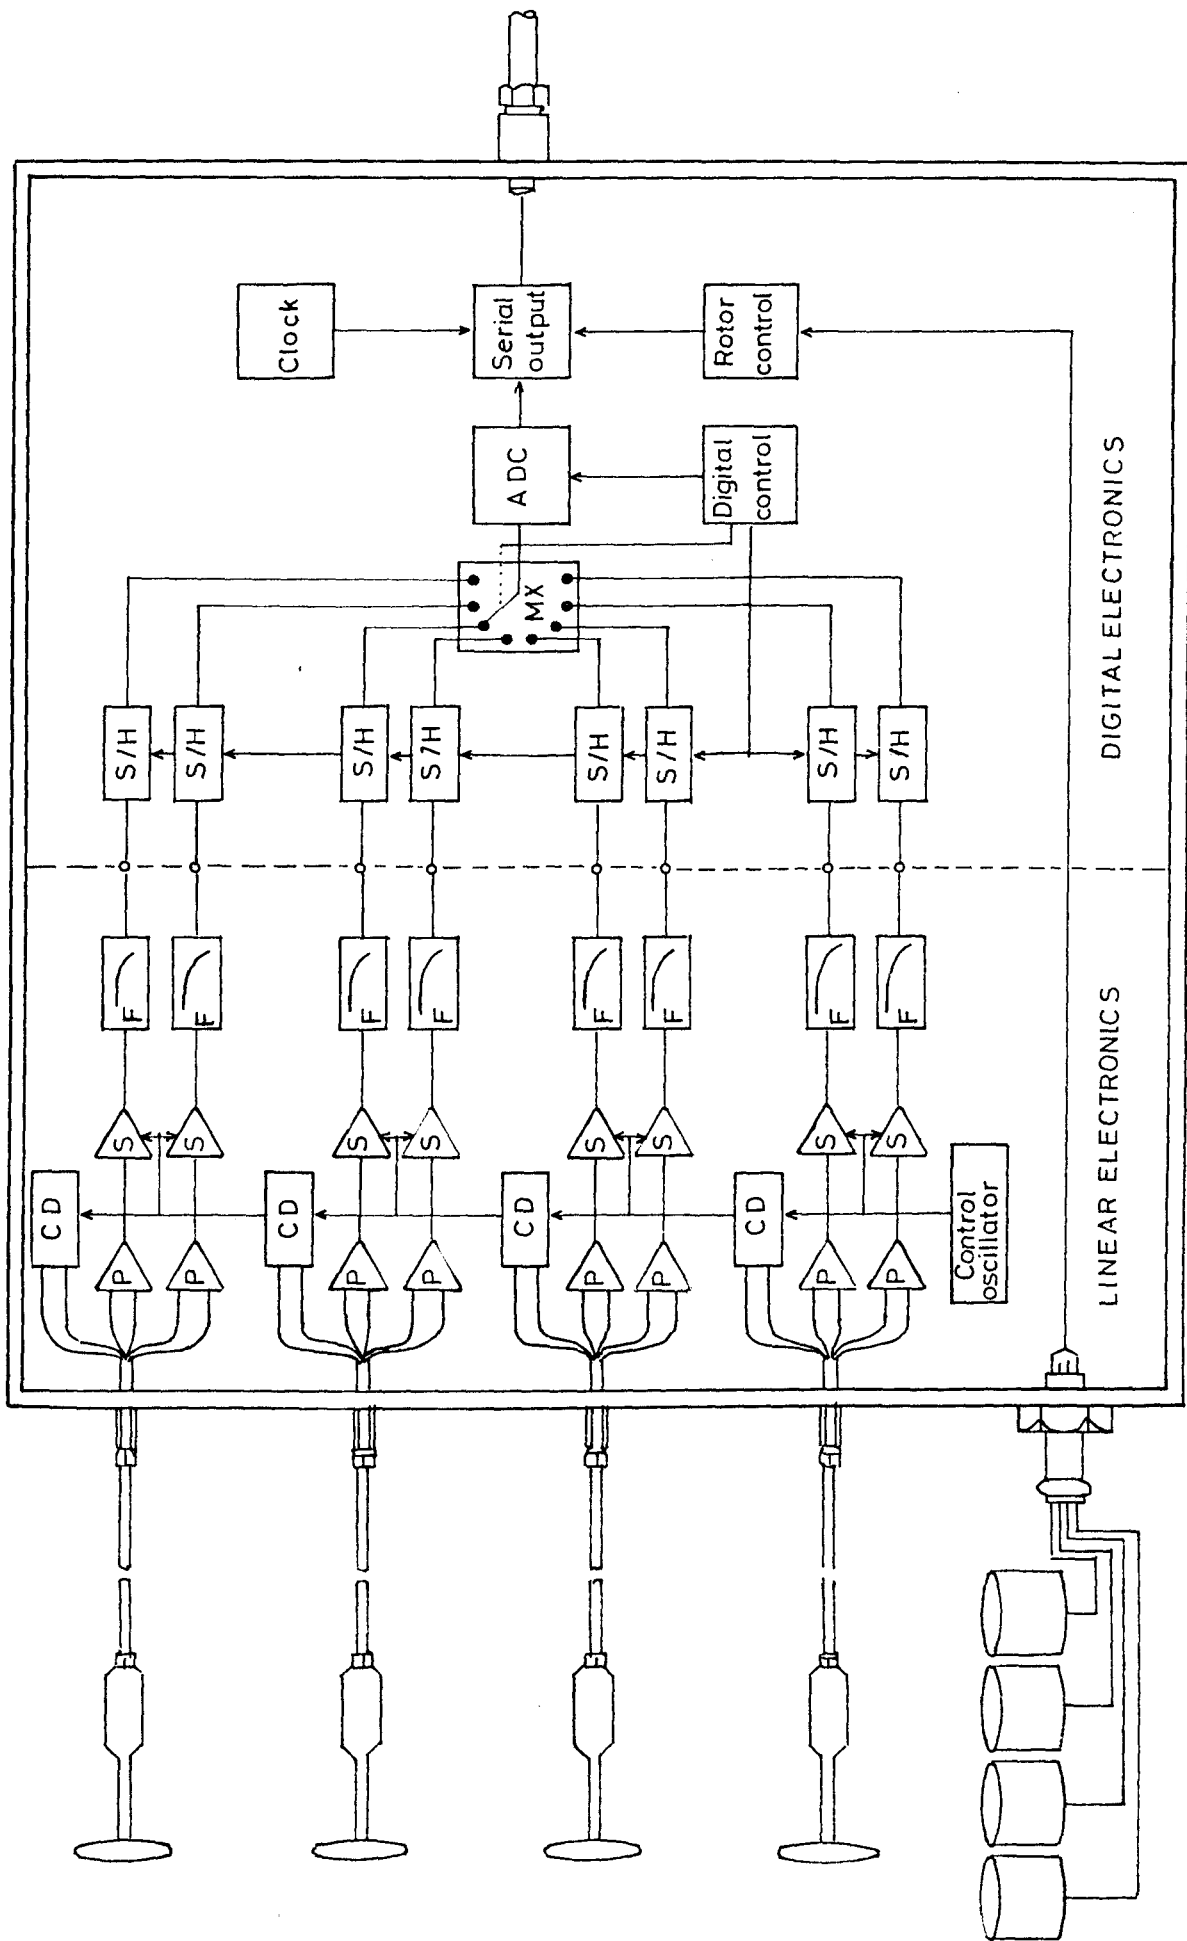 Clock
Serial
output
Rotor
control
ADC
Digital
control
MX
S/H
S/H
S/H
S/H
S/H
S/H
S/H
S/H
DIGITAL ELECTRONICS
F
F
F
F
F
F
F
F
S
S
S
S
S
S
S
S
CD
CD
CD
CD
P
P
P
P
P
P
P
P
Control
oscillator
LINEAR ELECTRONICS